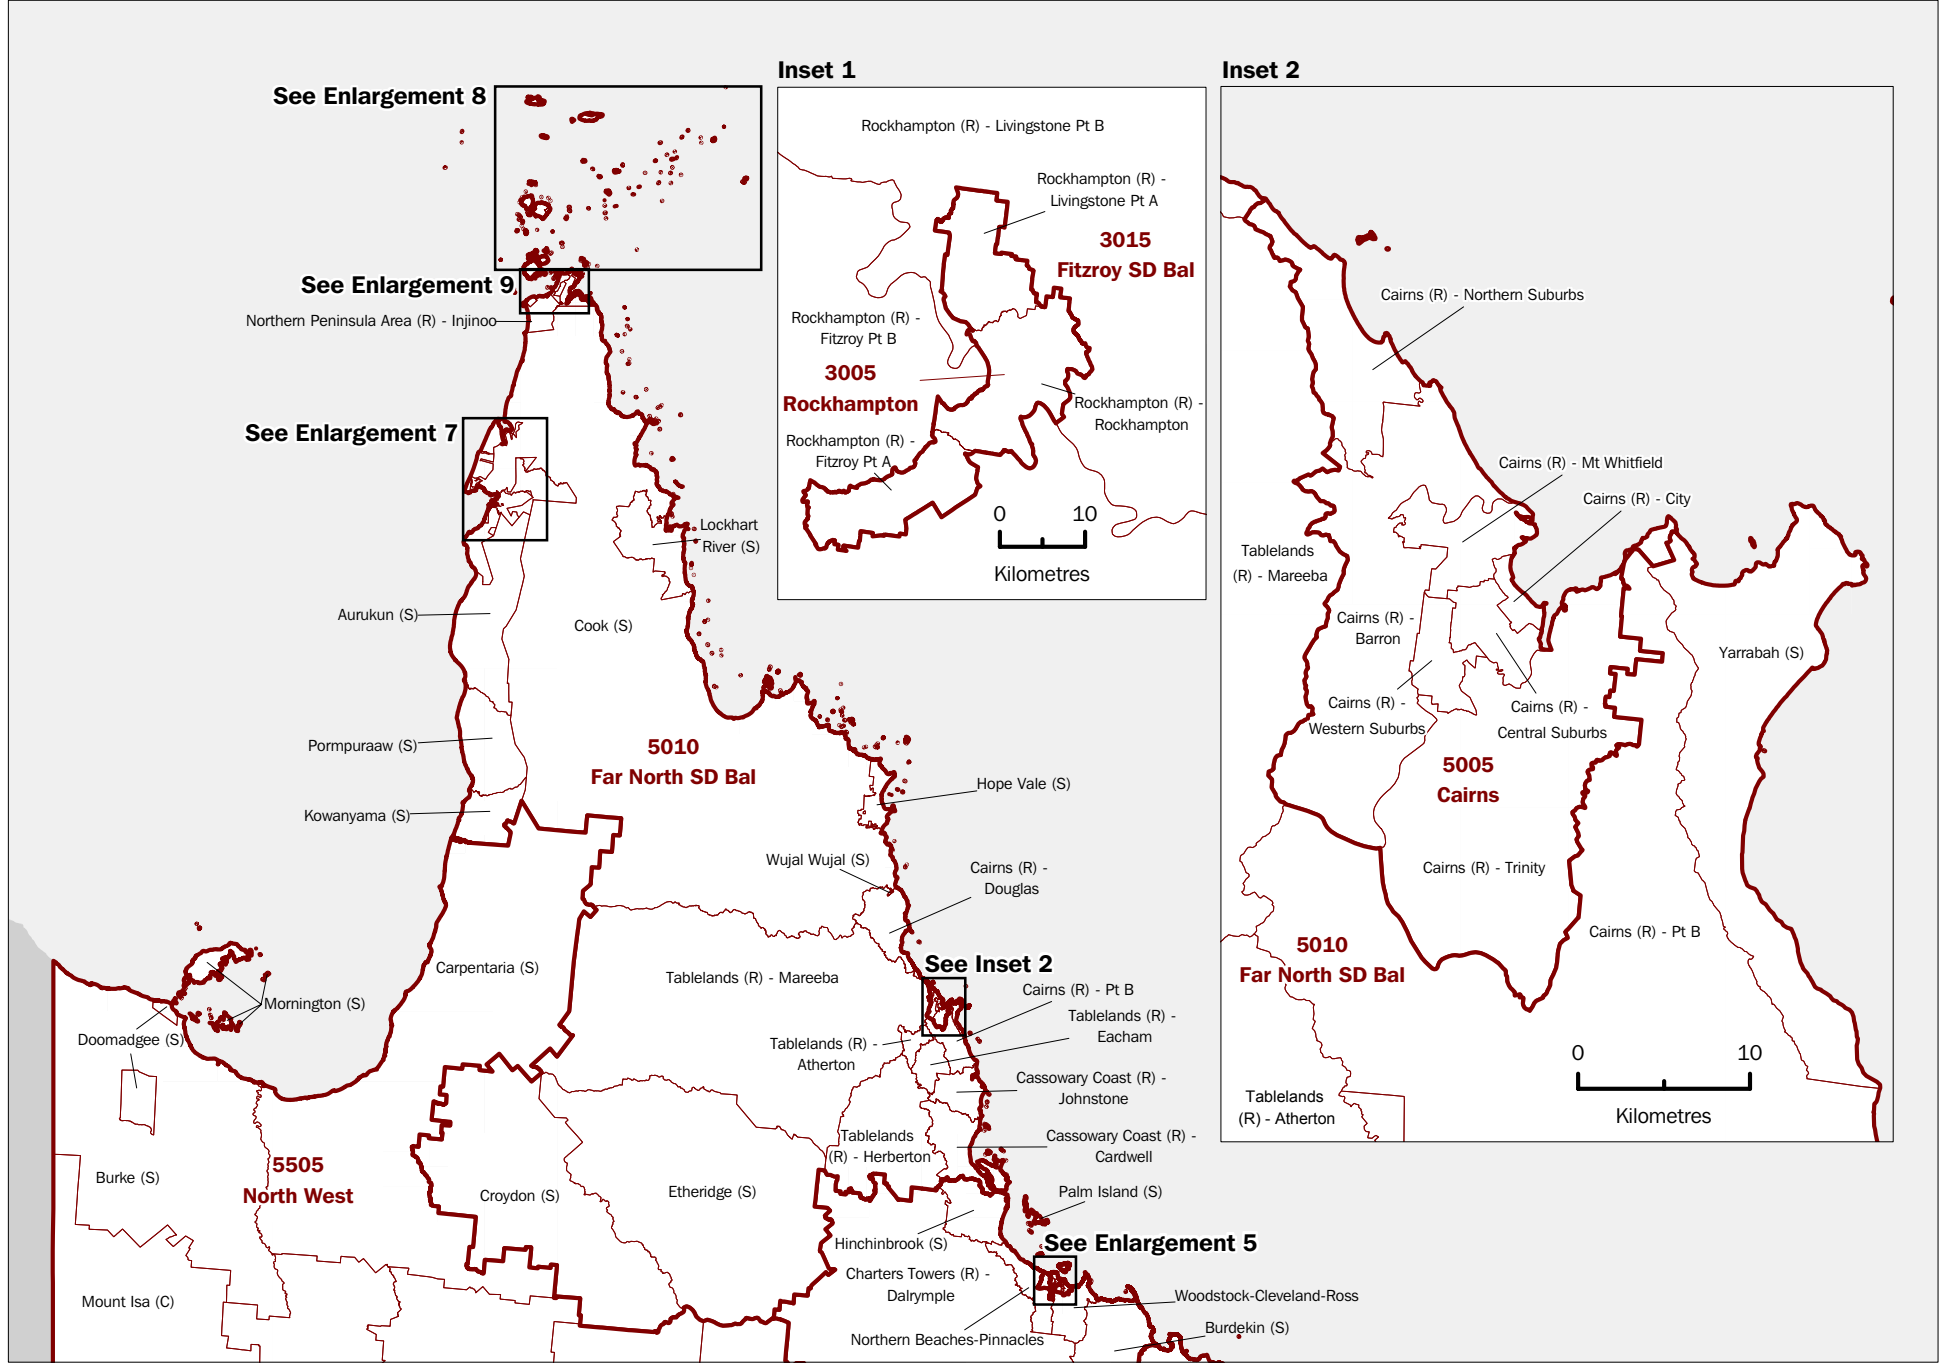 Inset 1
Inset 2
See Enlargement 8
Rockhampton (R) - Livingstone Pt B
Rockhampton (R) -
Livingstone Pt A
3015
Fitzroy SD Bal
See Enlargement 9
Northern Peninsula Area (R) - Injinoo
Rockhampton (R) -
Fitzroy Pt B
3005
Rockhampton
Rockhampton (R) -
Rockhampton
Rockhampton (R) -
Fitzroy Pt A
0 10
Kilometres
See Enlargement 7
Lockhart
River (S)
Aurukun (S)
Cook (S)
Pormpuraaw (S)
5010
Far North SD Bal
Kowanyama (S)
Hope Vale (S)
Wujal Wujal (S)
Cairns (R) -
Douglas
Carpentaria (S)
Tablelands (R) - Mareeba
See Inset 2
Cairns (R) - Pt B
Tablelands (R) -
Eacham
Mornington (S)
Doomadgee (S)
Tablelands (R) -
Atherton
Cassowary Coast (R) -
Johnstone
Tablelands
(R) - Herberton
Cassowary Coast (R) -
Cardwell
Burke (S)
5505
North West
Croydon (S)
Etheridge (S)
Palm Island (S)
Hinchinbrook (S)
See Enlargement 5
Charters Towers (R) -
Dalrymple
Mount Isa (C)
Woodstock-Cleveland-Ross
Northern Beaches-Pinnacles
Burdekin (S)
Cairns (R) - Northern Suburbs
Cairns (R) - Mt Whitfield
Cairns (R) - City
Tablelands
(R) - Mareeba
Cairns (R) -
Barron
Yarrabah (S)
Cairns (R) -
Western Suburbs
Cairns (R) -
Central Suburbs
5005
Cairns
Cairns (R) - Trinity
Cairns (R) - Pt B
5010
Far North SD Bal
0 10
Kilometres
Tablelands
(R) - Atherton